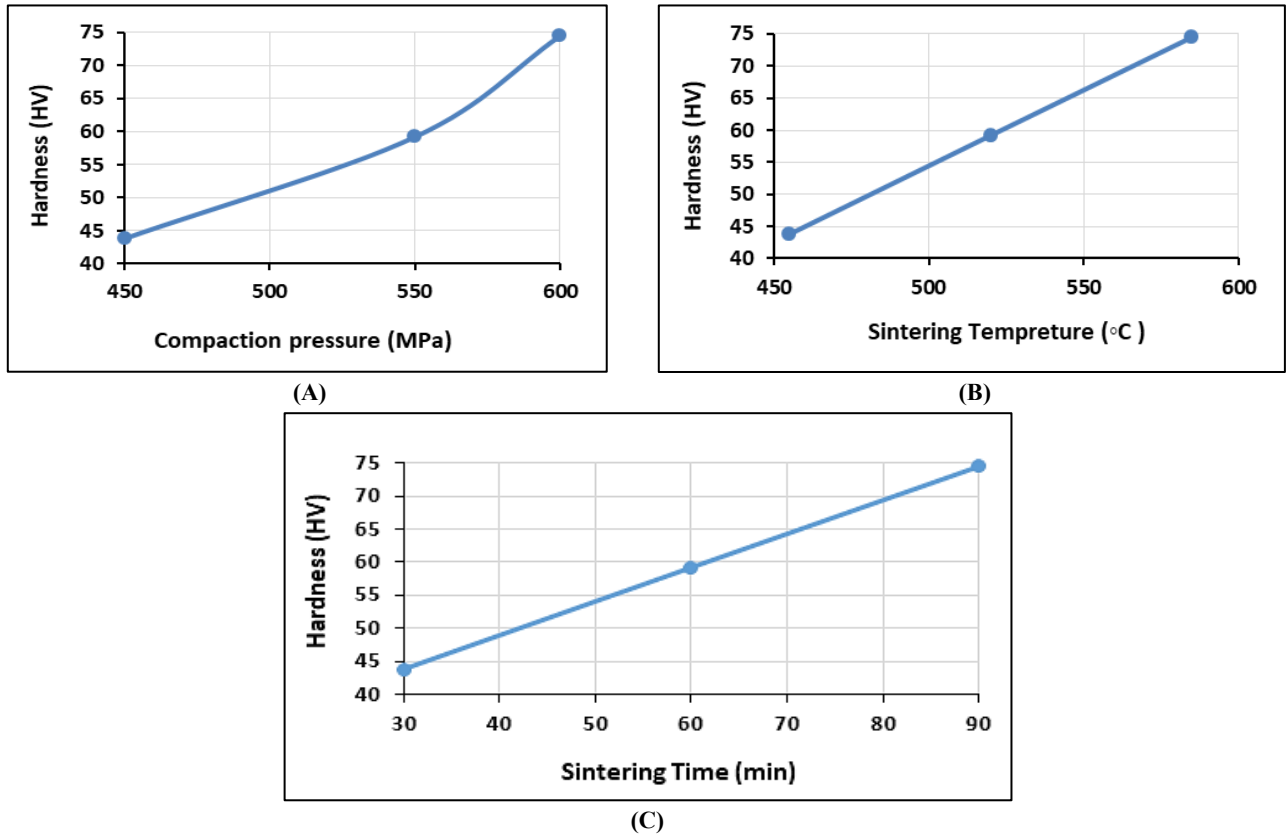 75
70
65
60
55
50
45
40
Hardness (HV)
450 500 550 600
Compaction pressure (MPa)
(A)
75
70
65
60
55
50
45
40
Hardness (HV)
450 500 550 600
Sintering Tempreture (◦C )
(B)
75
70
65
60
55
50
45
40
Hardness (HV)
30 40 50 60 70 80 90
Sintering Time (min)
(C)